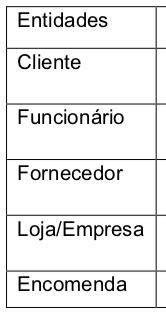 Entidades
Cliente
Funcionário
Fornecedor
Loja/Empresa
Encomenda